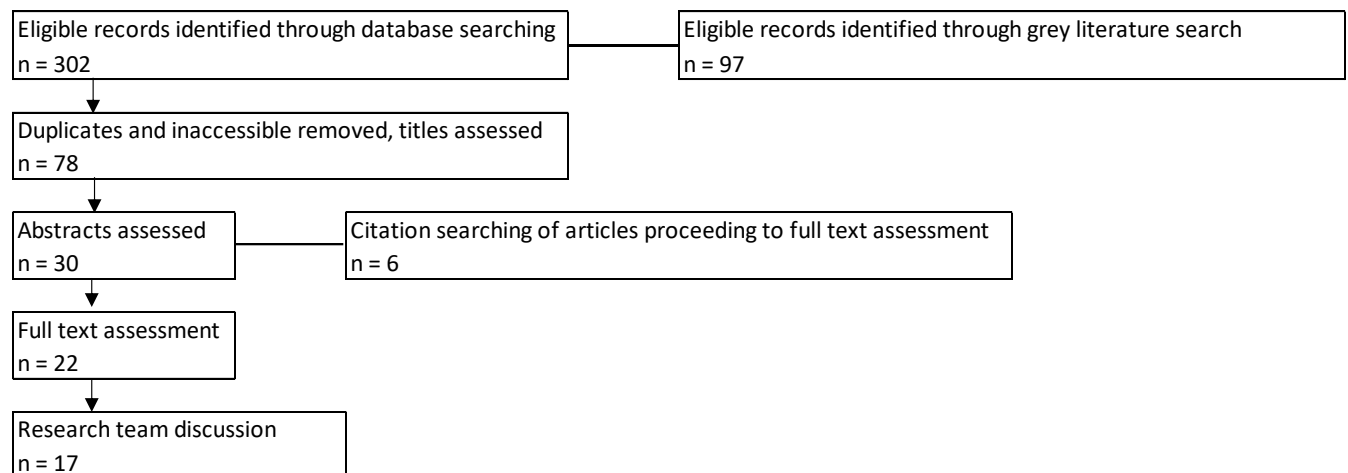 Eligible records identified through database searching
n = 302
Eligible records identified through grey literature search
n = 97
Duplicates and inaccessible removed, titles assessed
n = 78
Abstracts assessed
n = 30
Citation searching of articles proceeding to full text assessment
n = 6
Full text assessment
n = 22
Research team discussion
n = 17